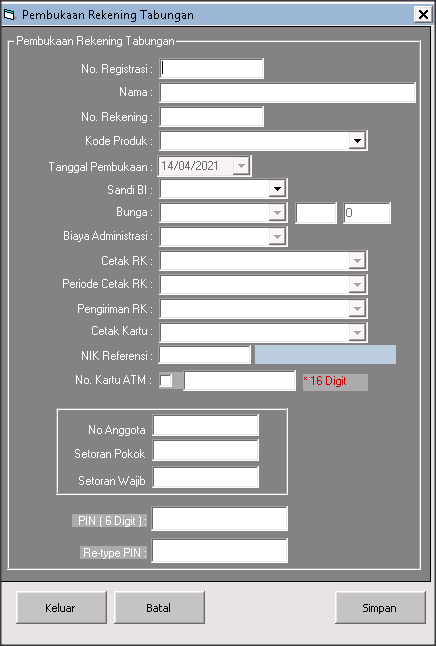 Pembukaan Rekening Tabungan
Pembukaan Rekening Tabungan
No. Registrasi :
Nama :
No. Rekening :
Kode Produk :
Tanggal Pembukaan : 14/04/2021
Sandi BI :
Bunga : 0
Biaya Administrasi :
Cetak RK :
Periode Cetak RK :
Pengiriman RK :
Cetak Kartu :
NIK Referensi :
No. Kartu ATM : * 16 Digit
No Anggota
Setoran Pokok
Setoran Wajib
PIN ( 6 Digit ) :
Re-type PIN :
Keluar Batal Simpan